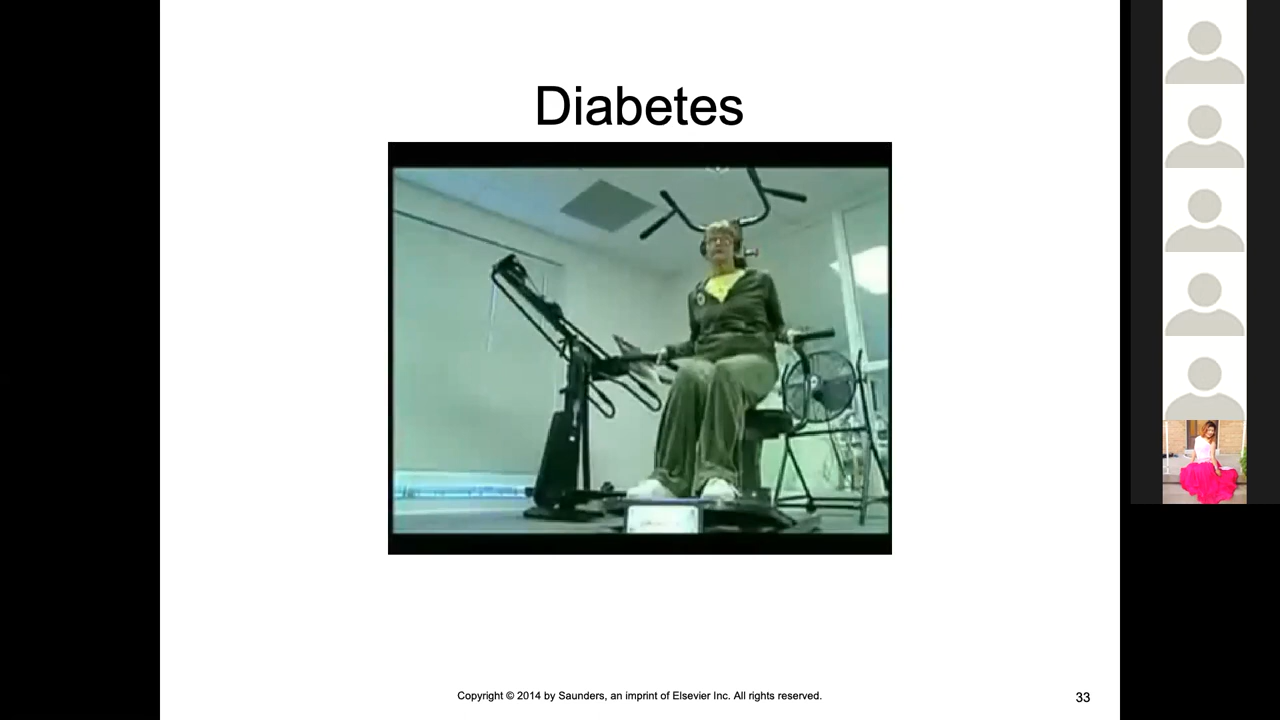 Diabetes
Copyright © 2014 by Saunders, an imprint of Elsevier Inc. All rights reserved.
33